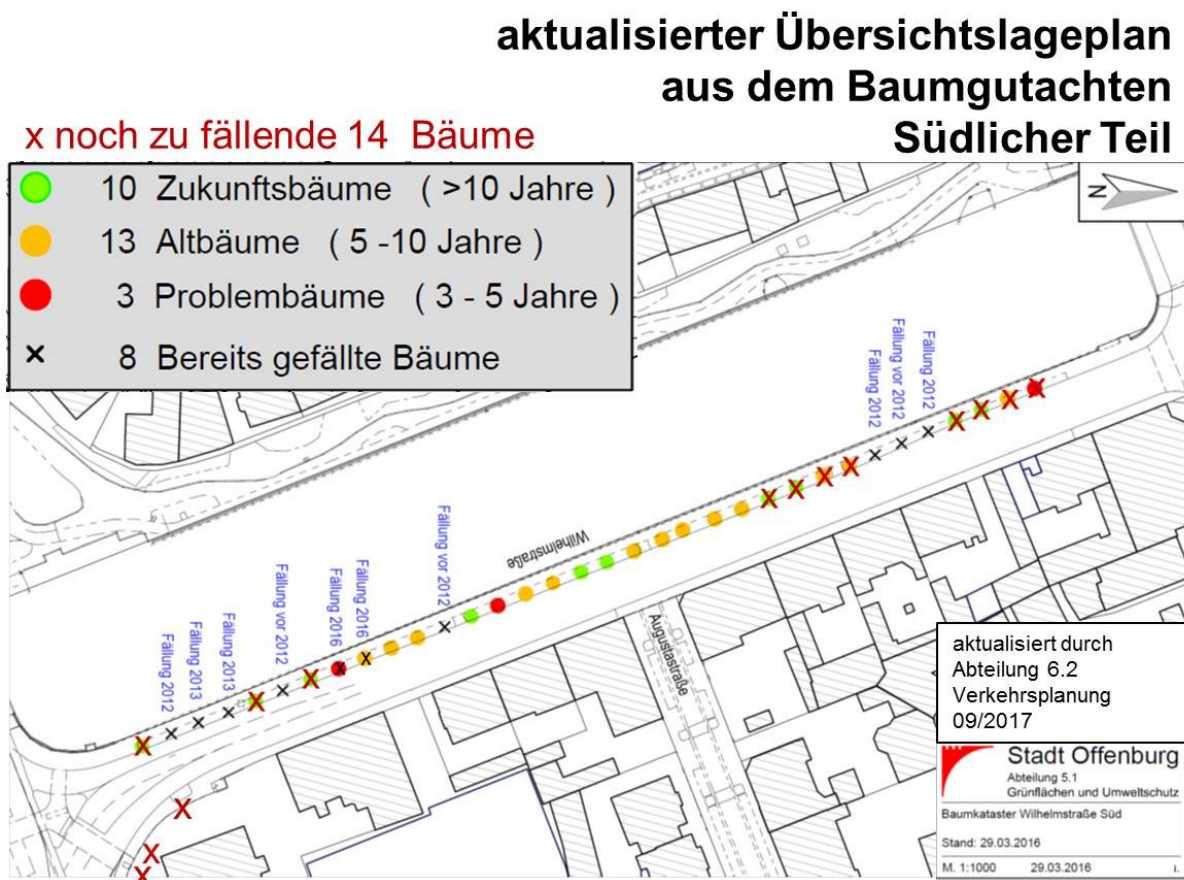 aktualisierter Übersichtslageplan
aus dem Baumgutachten
Südlicher Teil
x noch zu fällende 14 Bäume
10 Zukunftsbäume ( >10 Jahre )
13 Altbäume ( 5 -10 Jahre )
3 Problembäume ( 3 - 5 Jahre )
x 8 Bereits gefällte Bäume
N
Fällung 2012
Fällung vor 2012
Fällung 2012
Wilhelmstraße
Fällung vor 2012
Fällung 2016
Fällung 2016
Fällung vor 2012
Fällung 2013
Fällung 2013
Fällung 2012
Augustastraße
aktualisiert durch
Abteilung 6.2
Verkehrsplanung
09/2017
Stadt Offenburg
Abteilung 5.1
Grünflächen und Umweltschutz
Baumkataster Wilhelmstraße Süd
Stand: 29.03.2016
M. 1:1000 29.03.2016 i.